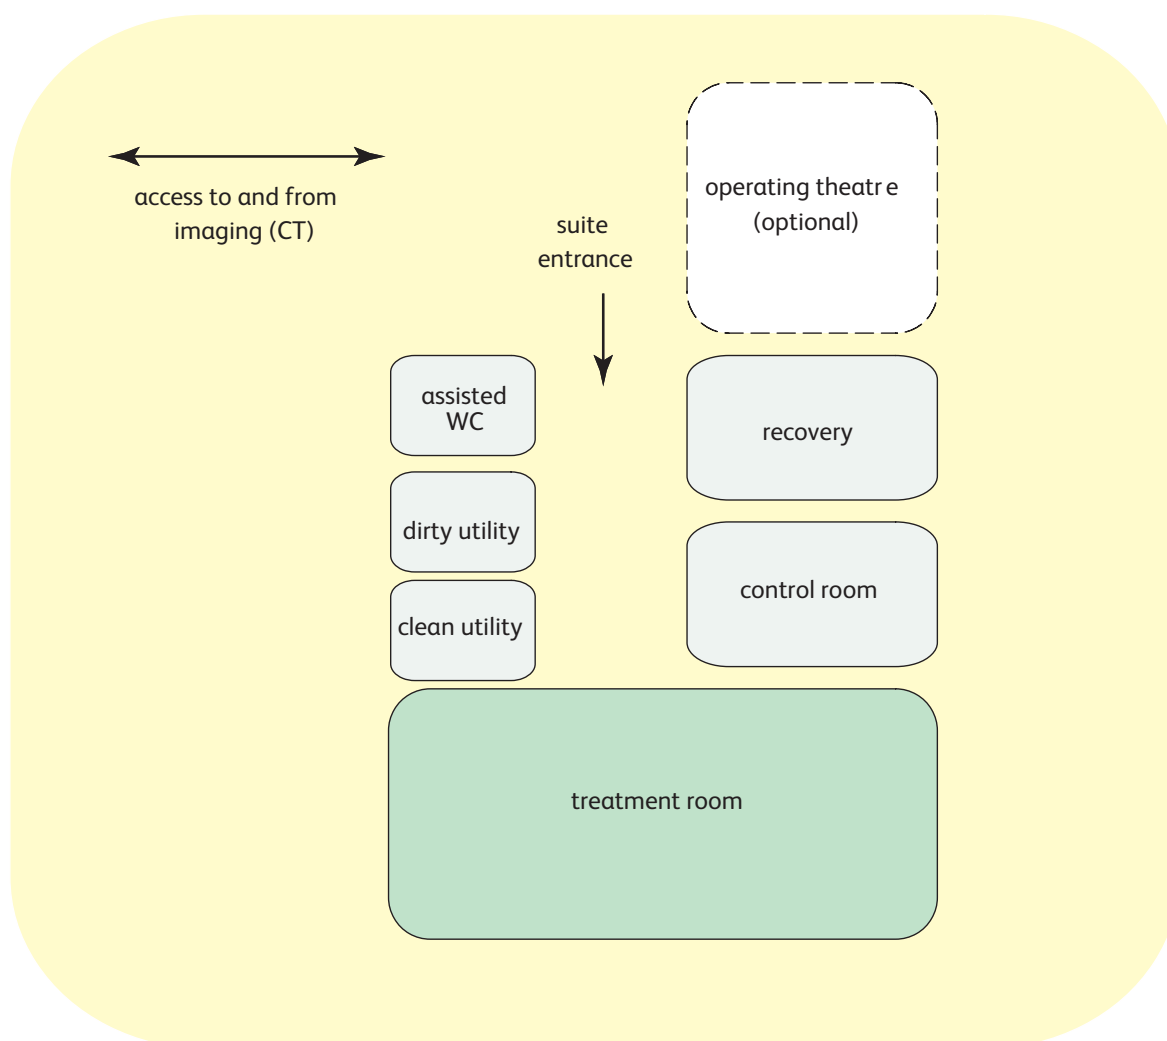 access to and from
imaging (CT)
suite
entrance
operating theatre
(optional)
assisted
WC
recovery
dirty utility
control room
clean utility
treatment room